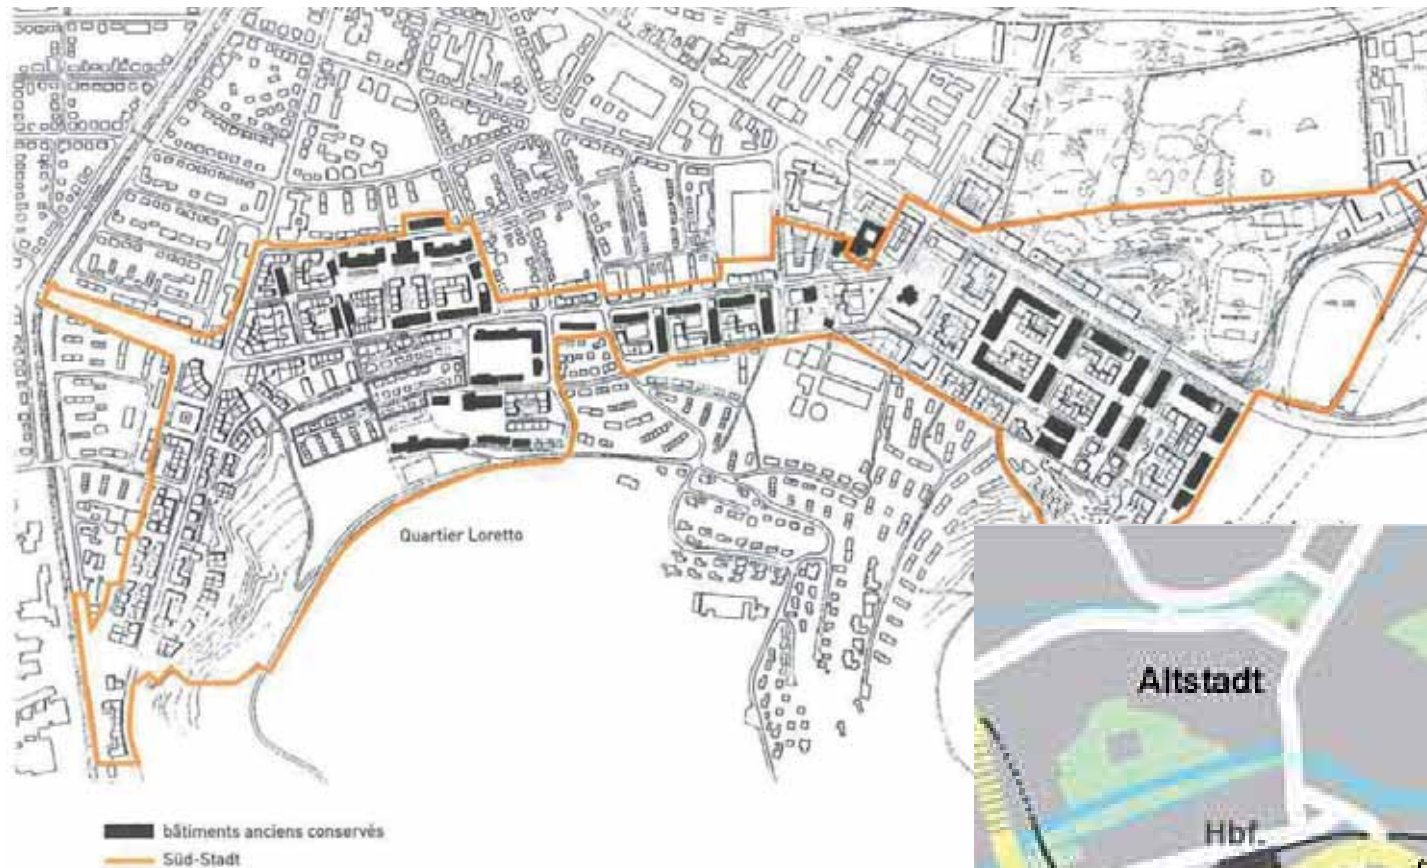 Quartier Loretto
Altstadt
Hbf.
bâtiments anciens conservés
Süd-Stadt